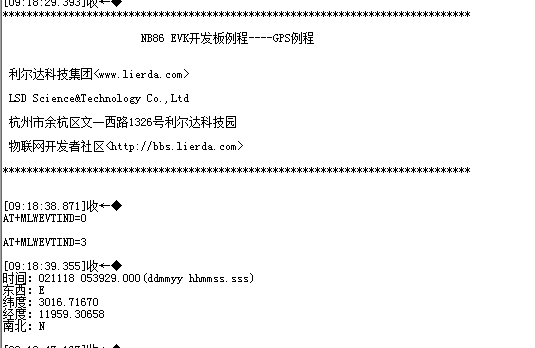 [09:18:29.393]收←◆
********************************************************************************
NB86 EVK开发板例程----GPS例程
利尔达科技集团<www.lierda.com>
LSD Science&Technology Co.,Ltd
杭州市余杭区文一西路1326号利尔达科技园
物联网开发者社区<http://bbs.lierda.com>
********************************************************************************
[09:18:38.871]收←◆
AT+MLWEVTIND=0
AT+MLWEVTIND=3
[09:18:39.355]收←◆
时间：021118 053929.000(ddmmyy hhmmss.sss)
东西：E
纬度：3016.71670
经度：11959.30658
南北：N